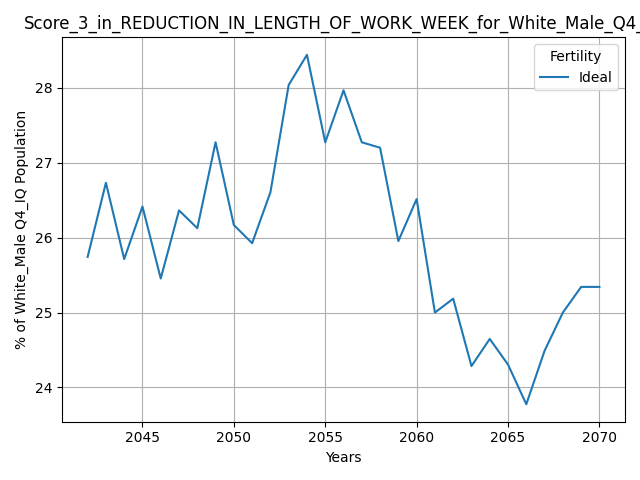 Score_3_in_REDUCTION_IN_LENGTH_OF_WORK_WEEK_for_White_Male_Q4_
Fertility
Ideal
% of White_Male Q4_IQ Population
28
27
26
25
24
2045 2050 2055 2060 2065 2070
Years